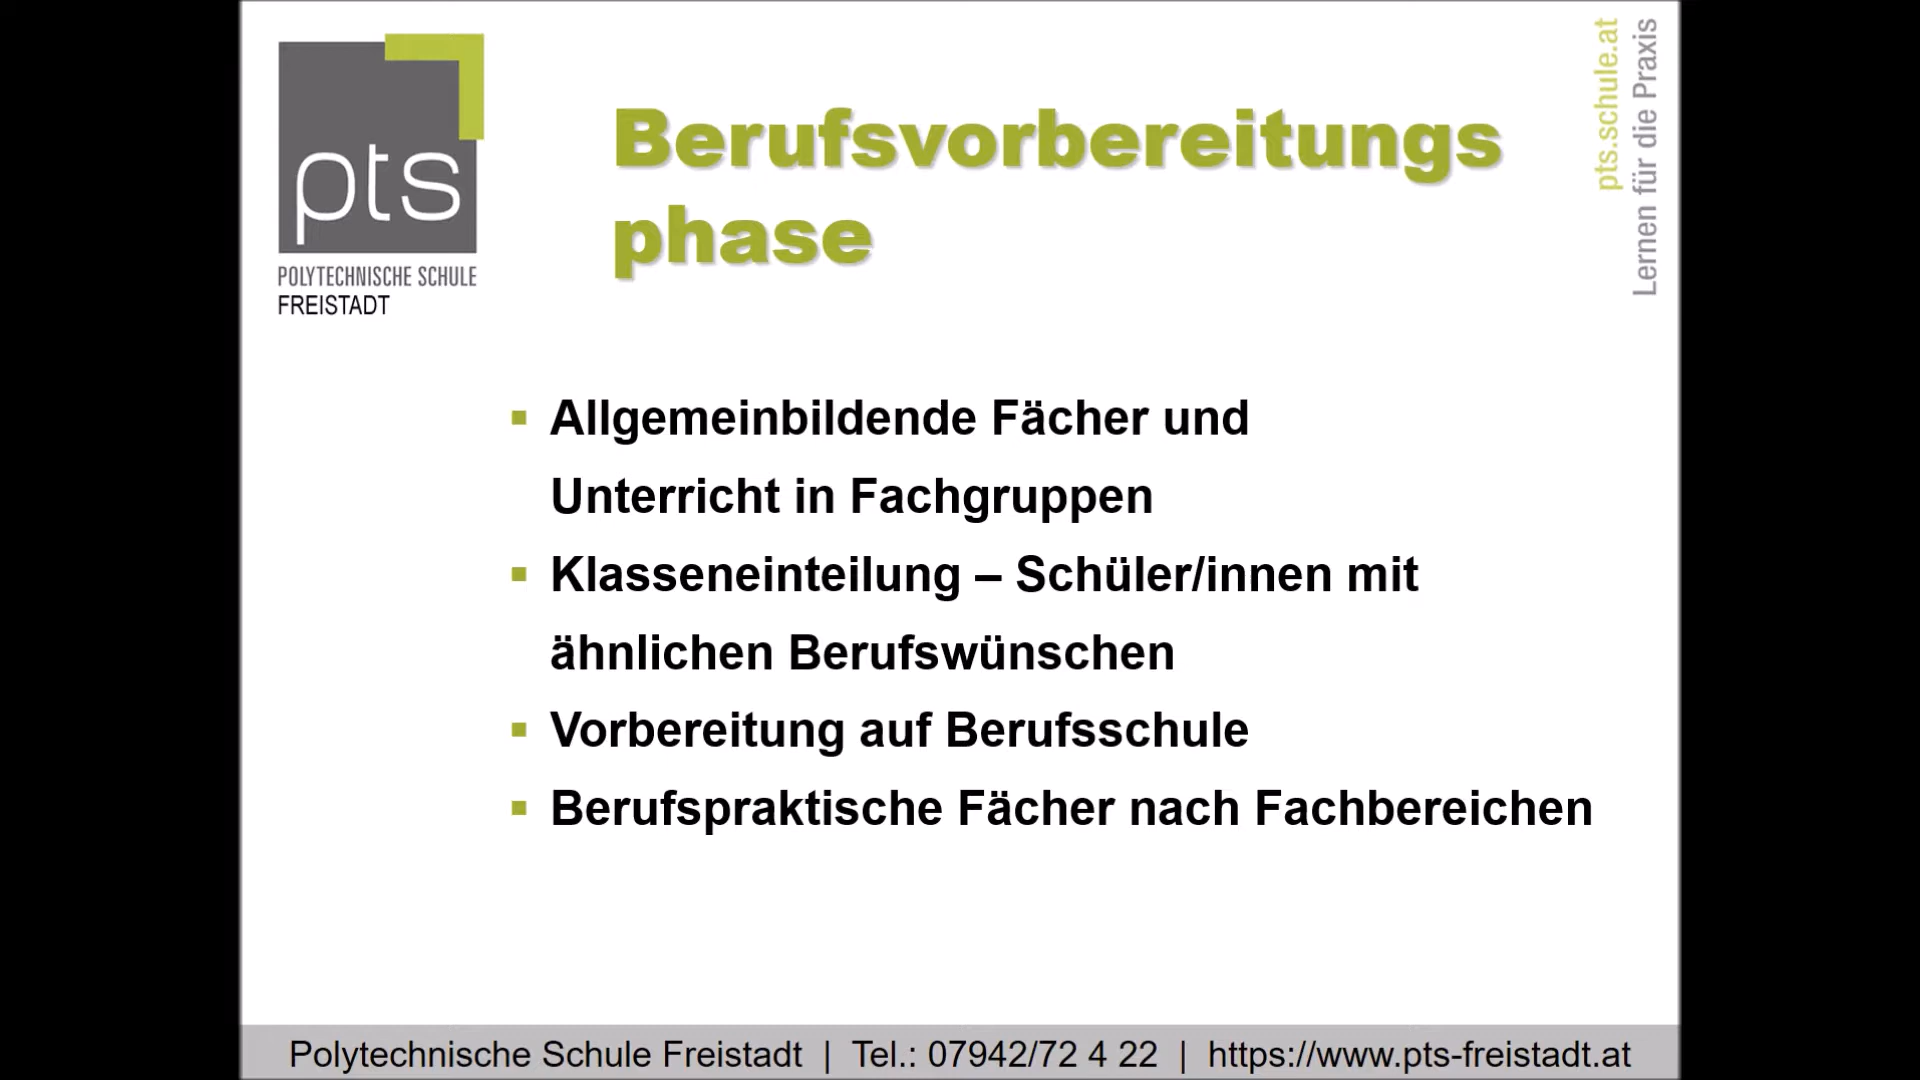 pts
POLYTECHNISCHE SCHULE
FREISTADT
Berufsvorbereitungs
phase
pts.schule.at
Lernen für die Praxis
▪ Allgemeinbildende Fächer und
Unterricht in Fachgruppen
▪ Klasseneinteilung – Schüler/innen mit
ähnlichen Berufswünschen
▪ Vorbereitung auf Berufsschule
▪ Berufspraktische Fächer nach Fachbereichen
Polytechnische Schule Freistadt | Tel.: 07942/72 4 22 | https://www.pts-freistadt.at